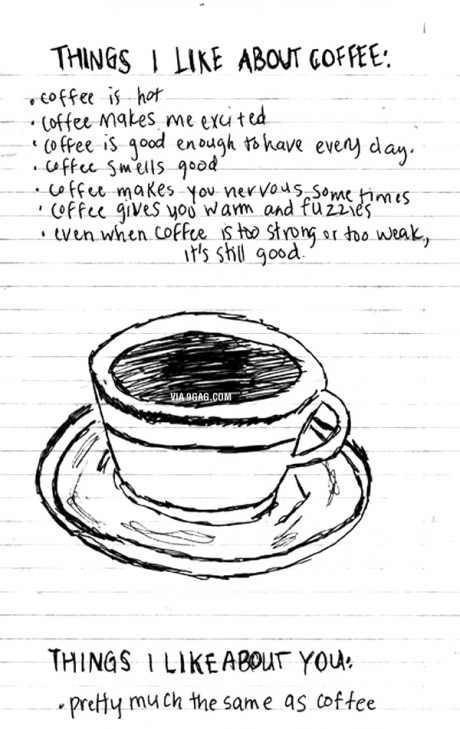 THINGS I LIKE ABOUT COFFEE:
• coffee is hot
• coffee makes me excited
• coffee is good enough to have every day.
• coffee smells good
• coffee makes you nervous sometimes
• coffee gives you warm and fuzzies
• even when coffee is too strong or too weak,
it's still good.
VIA 9GAG.COM
THINGS I LIKE ABOUT YOU:
• pretty much the same as coffee